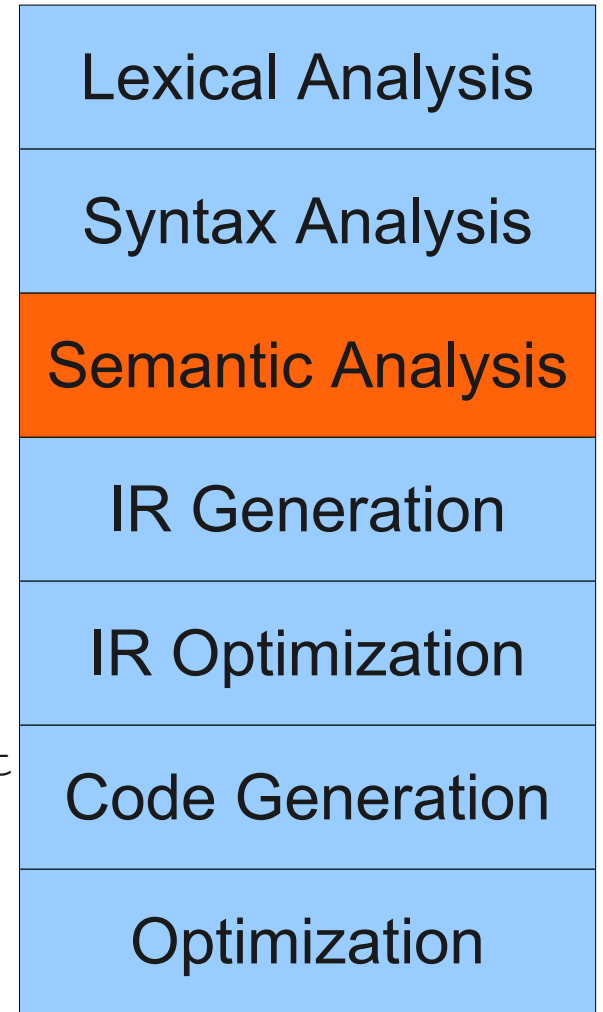 Lexical Analysis
Syntax Analysis
Semantic Analysis
IR Generation
IR Optimization
Code Generation
Optimization